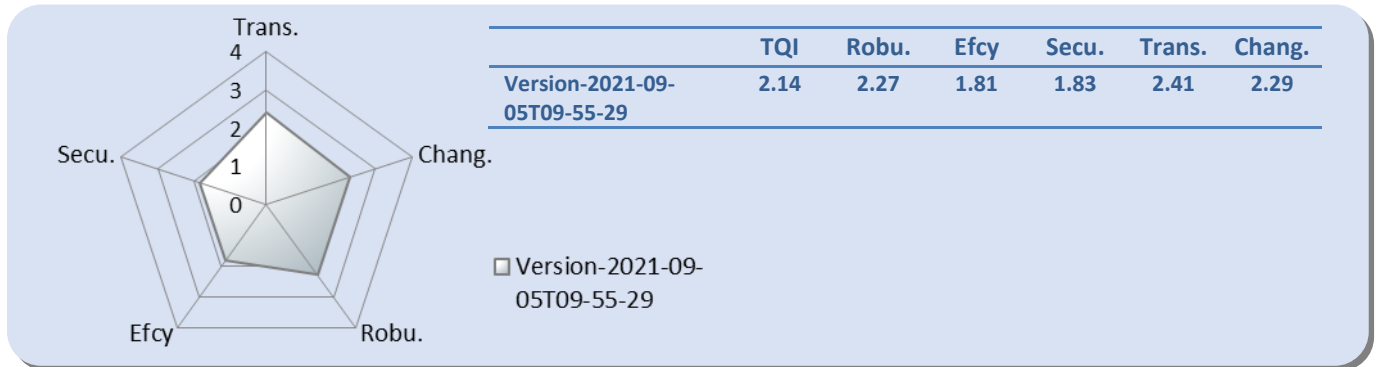 Trans.
4
3
2
1
0
Secu.
Chang.
Efcy
Robu.
Version-2021-09-
05T09-55-29
TQI Robu. Efcy Secu. Trans. Chang.
Version-2021-09- 2.14 2.27 1.81 1.83 2.41 2.29
05T09-55-29